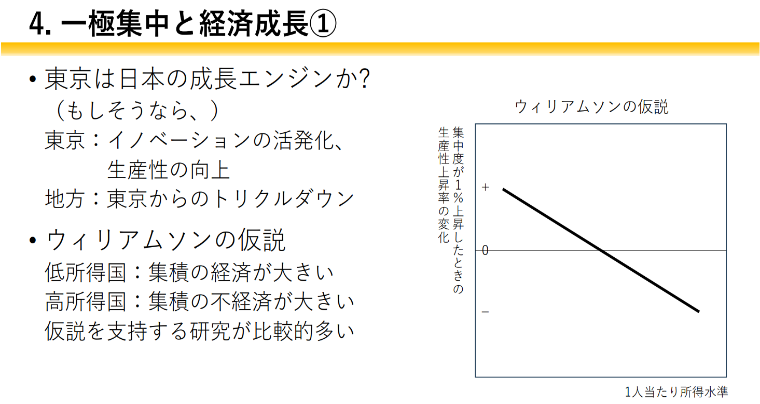 4. 一極集中と経済成長①
• 東京は日本の成長エンジンか?
（もしそうなら、）
東京：イノベーションの活発化、
生産性の向上
地方：東京からのトリクルダウン
• ウィリアムソンの仮説
低所得国：集積の経済が大きい
高所得国：集積の不経済が大きい
仮説を支持する研究が比較的多い
ウィリアムソンの仮説
集中度が1%上昇したときの
生産性上昇率の変化
+
0
−
1人当たり所得水準